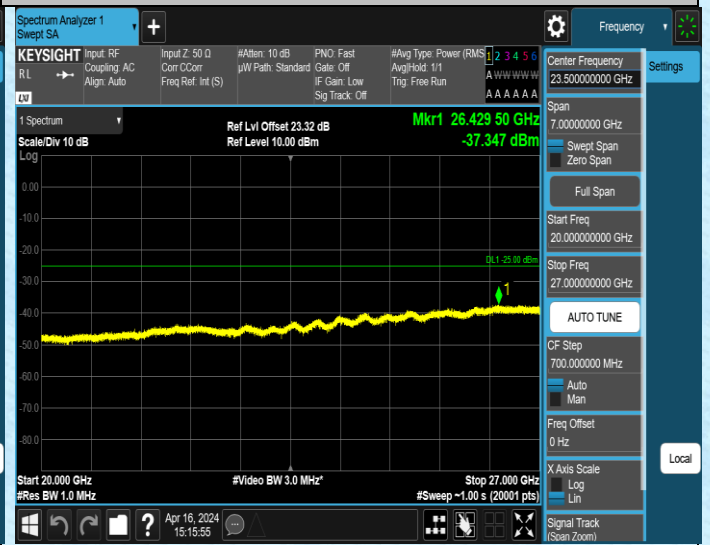 Spectrum Analyzer 1
Swept SA
Frequency
KEYSIGHT
RL
LXI
Input: RF
Coupling: AC
Align: Auto
Input Z: 50 Ω
Corr CCorr
Freq Ref: Int (S)
#Atten: 10 dB
µW Path: Standard
PNO: Fast
Gate: Off
IF Gain: Low
Sig Track: Off
#Avg Type: Power (RMS
Avg|Hold: 1/1
Trig: Free Run
1 2 3 4 5 6
A W W W W W
A A A A A A
Center Frequency
23.500000000 GHz
Settings
Span
7.00000000 GHz
Swept Span
Zero Span
Full Span
Start Freq
20.000000000 GHz
Stop Freq
27.000000000 GHz
AUTO TUNE
CF Step
700.000000 MHz
Auto
Man
Freq Offset
0 Hz
X Axis Scale
Log
Lin
Signal Track
(Span Zoom)
Local
1 Spectrum
Scale/Div 10 dB
Log
Ref Lvl Offset 23.32 dB
Ref Level 10.00 dBm
Mkr1 26.429 50 GHz
-37.347 dBm
0.00
-10.0
-20.0
DL1 -25.00 dBm
-30.0
1
-40.0
-50.0
-60.0
-70.0
-80.0
Start 20.000 GHz
#Res BW 1.0 MHz
#Video BW 3.0 MHz*
Stop 27.000 GHz
#Sweep ~1.00 s (20001 pts)
?
Apr 16, 2024
15:15:55